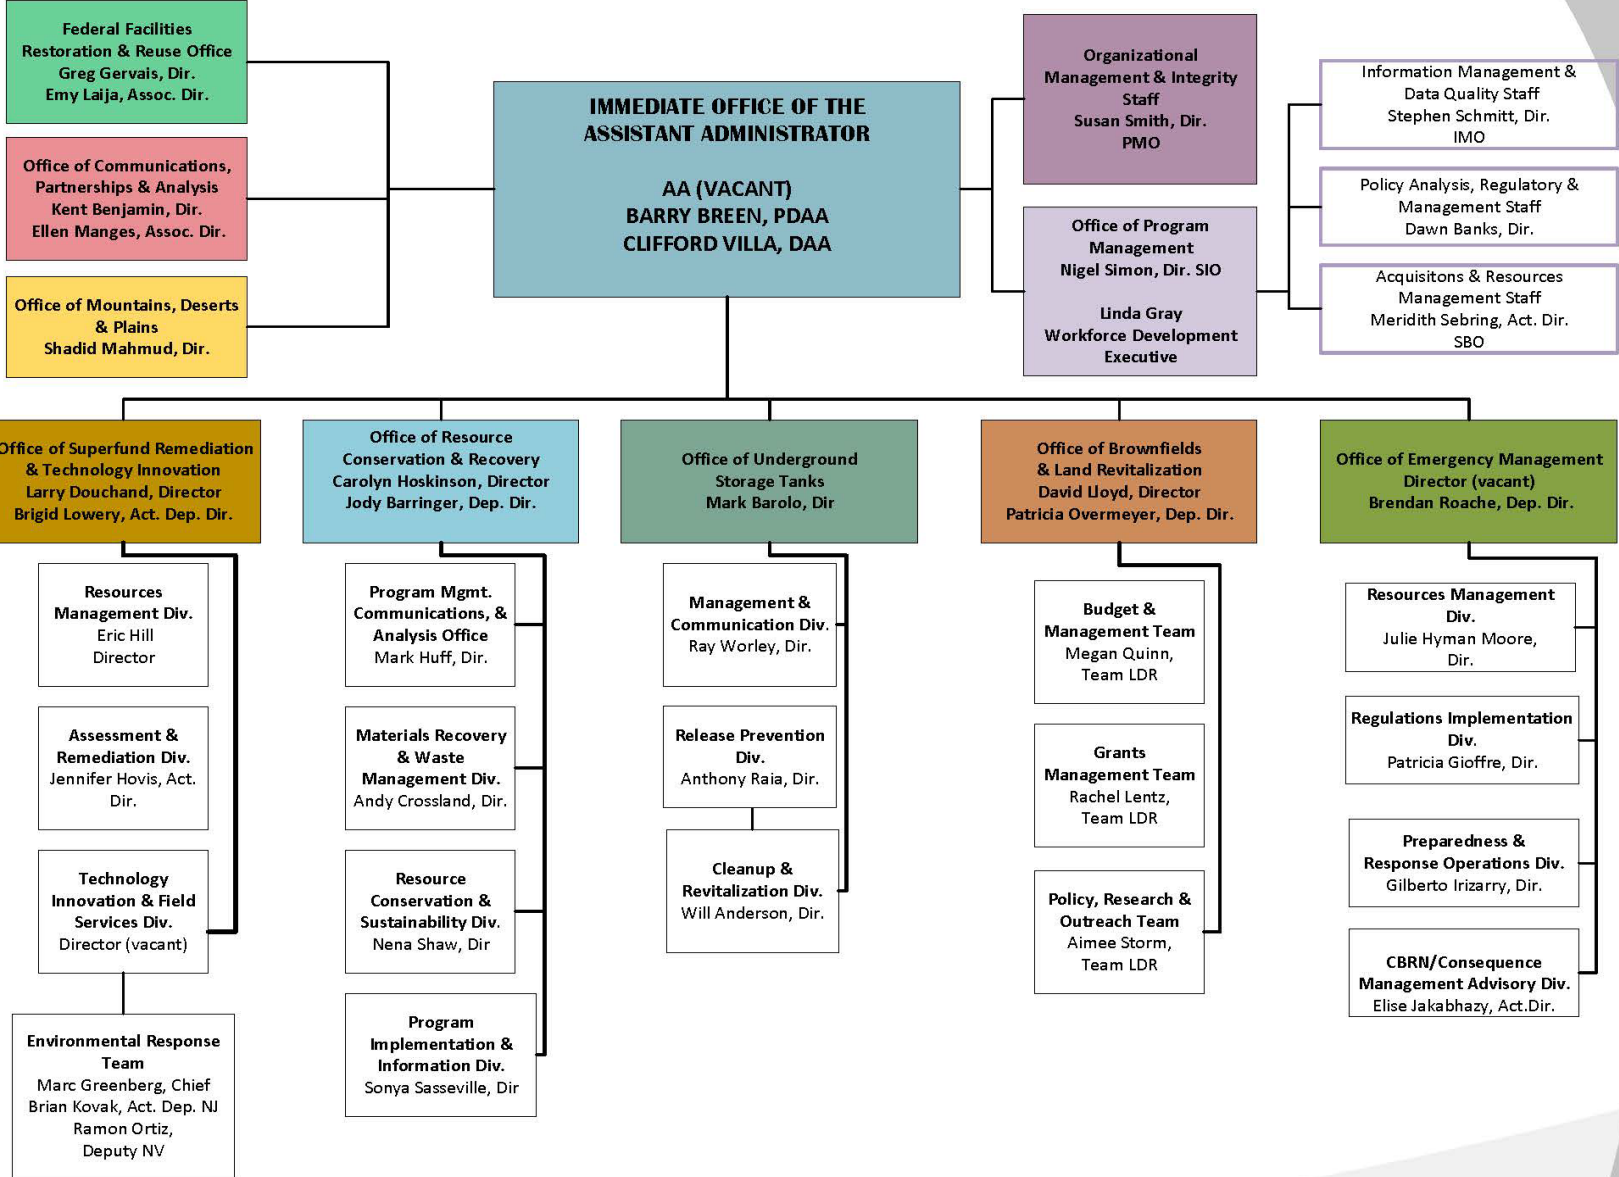 Federal Facilities
Restoration & Reuse Office
Greg Gervais, Dir.
Emy Laija, Assoc. Dir.
Office of Communications,
Partnerships & Analysis
Kent Benjamin, Dir.
Ellen Manges, Assoc. Dir.
Office of Mountains, Deserts
& Plains
Shadid Mahmud, Dir.
IMMEDIATE OFFICE OF THE
ASSISTANT ADMINISTRATOR
AA (VACANT)
BARRY BREEN, PDAA
CLIFFORD VILLA, DAA
Organizational
Management & Integrity
Staff
Susan Smith, Dir.
PMO
Office of Program
Management
Nigel Simon, Dir. SIO
Linda Gray
Workforce Development
Executive
Information Management &
Data Quality Staff
Stephen Schmitt, Dir.
IMO
Policy Analysis, Regulatory &
Management Staff
Dawn Banks, Dir.
Acquisitons & Resources
Management Staff
Meridith Sebring, Act. Dir.
SBO
Office of Superfund Remediation
& Technology Innovation
Larry Douchand, Director
Brigid Lowery, Act. Dep. Dir.
Resources
Management Div.
Eric Hill
Director
Assessment &
Remediation Div.
Jennifer Hovis, Act.
Dir.
Technology
Innovation & Field
Services Div.
Director (vacant)
Environmental Response
Team
Marc Greenberg, Chief
Brian Kovak, Act. Dep. NJ
Ramon Ortiz,
Deputy NV
Office of Resource
Conservation & Recovery
Carolyn Hoskinson, Director
Jody Barringer, Dep. Dir.
Program Mgmt.
Communications, &
Analysis Office
Mark Huff, Dir.
Materials Recovery
& Waste
Management Div.
Andy Crossland, Dir.
Resource
Conservation &
Sustainability Div.
Nena Shaw, Dir
Program
Implementation &
Information Div.
Sonya Sasseville, Dir
Office of Underground
Storage Tanks
Mark Barolo, Dir
Management &
Communication Div.
Ray Worley, Dir.
Release Prevention
Div.
Anthony Raia, Dir.
Cleanup &
Revitalization Div.
Will Anderson, Dir.
Office of Brownfields
& Land Revitalization
David Lloyd, Director
Patricia Overmeyer, Dep. Dir.
Budget &
Management Team
Megan Quinn,
Team LDR
Grants
Management Team
Rachel Lentz,
Team LDR
Policy, Research &
Outreach Team
Aimee Storm,
Team LDR
Office of Emergency Management
Director (vacant)
Brendan Roache, Dep. Dir.
Resources Management
Div.
Julie Hyman Moore,
Dir.
Regulations Implementation
Div.
Patricia Gioffre, Dir.
Preparedness &
Response Operations Div.
Gilberto Irizarry, Dir.
CBRN/Consequence
Management Advisory Div.
Elise Jakabhazy, Act.Dir.